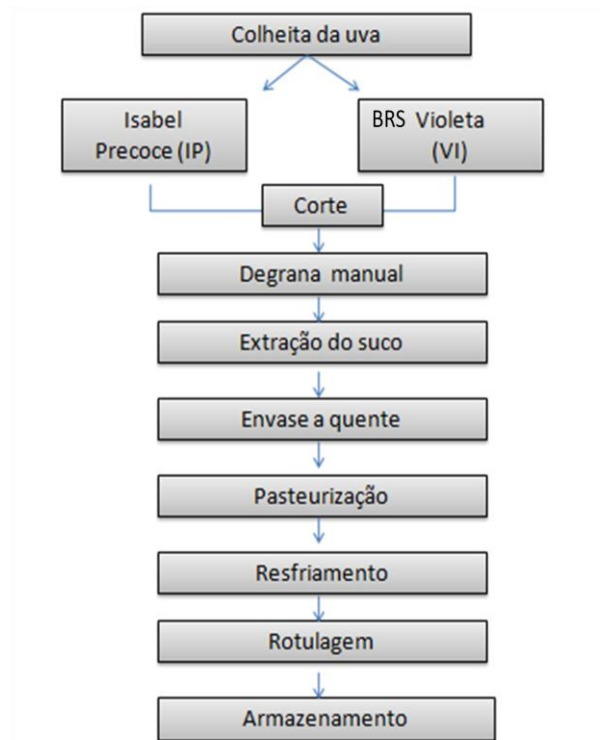 Colheita da uva
Isabel
Precoce (IP)
BRS Violeta
(VI)
Corte
Degrana manual
Extração do suco
Envase a quente
Pasteurização
Resfriamento
Rotulagem
Armazenamento